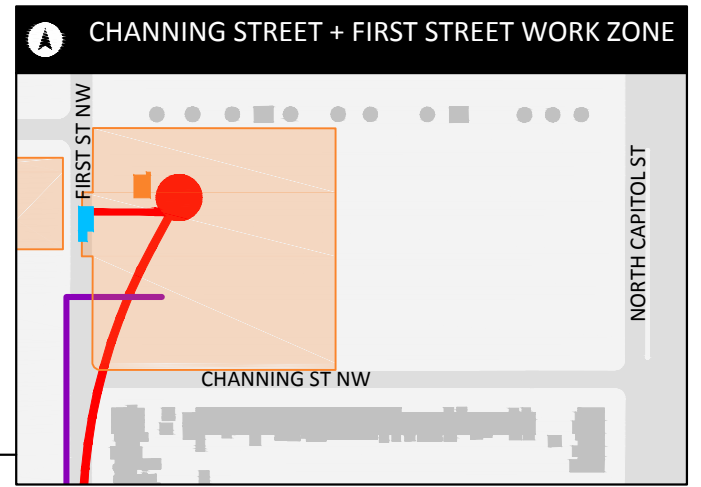 CHANNING STREET + FIRST STREET WORK ZONE
FIRST ST NW
NORTH CAPITOL ST
CHANNING ST NW